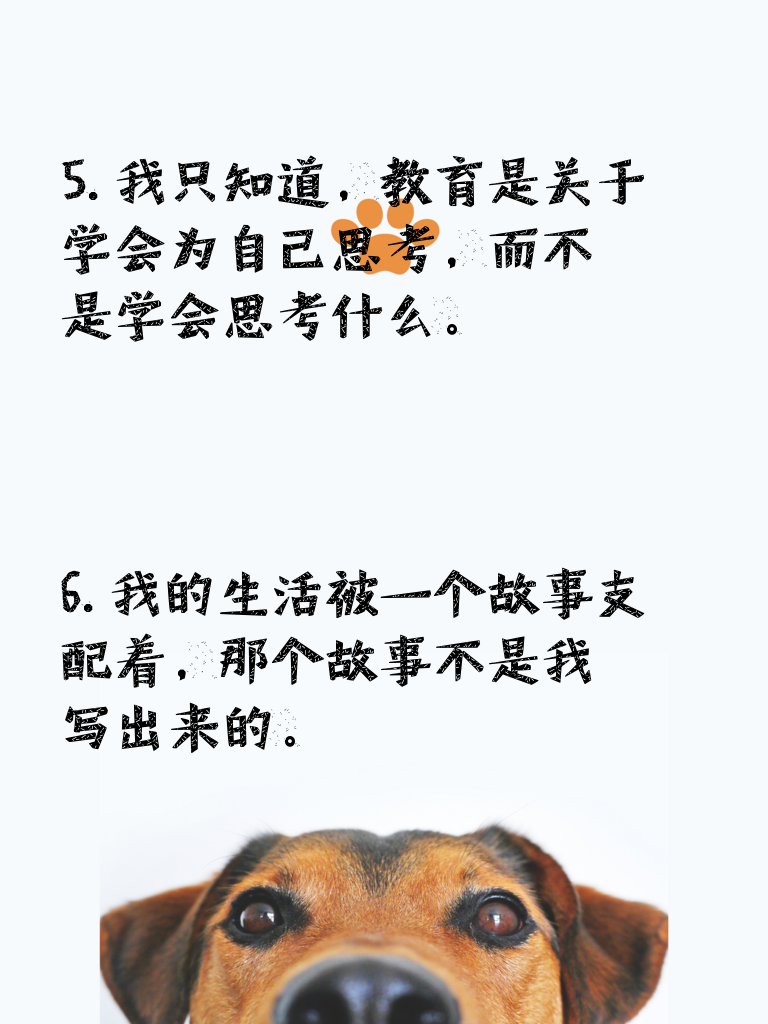 5. 我只知道，教育是关于
学会为自己思考，而不
是学会思考什么。
6. 我的生活被一个故事支
配着，那个故事不是我
写出来的。